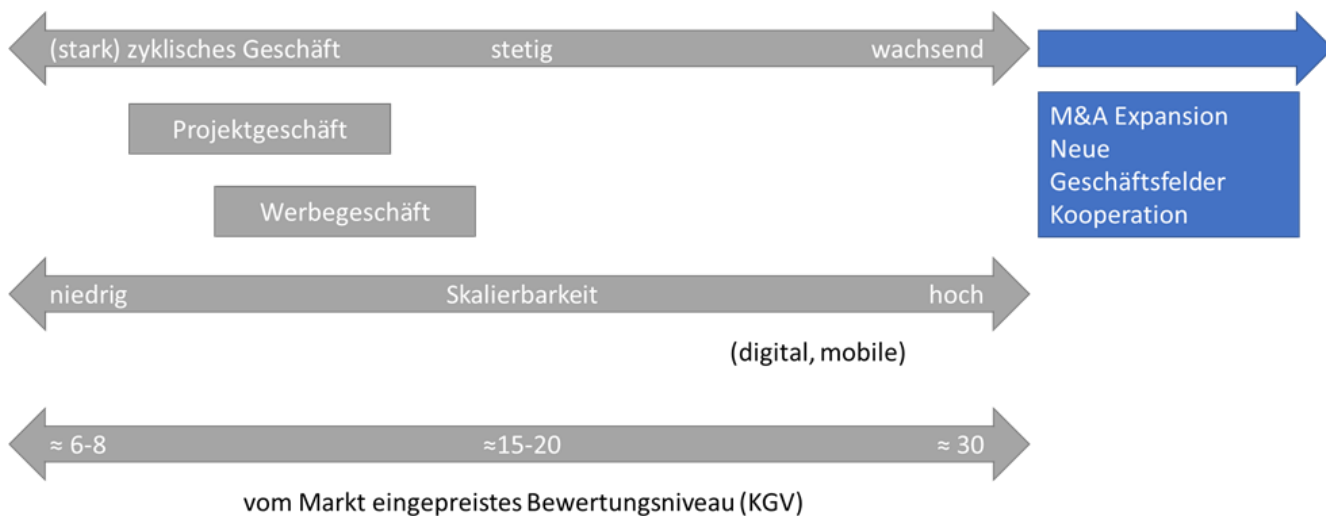 (stark) zyklisches Geschäft stetig wachsend
Projektgeschäft
Werbegeschäft
M&A Expansion
Neue
Geschäftsfelder
Kooperation
niedrig Skalierbarkeit hoch
(digital, mobile)
≈ 6-8 ≈15-20 ≈ 30
vom Markt eingepreistes Bewertungsniveau (KGV)